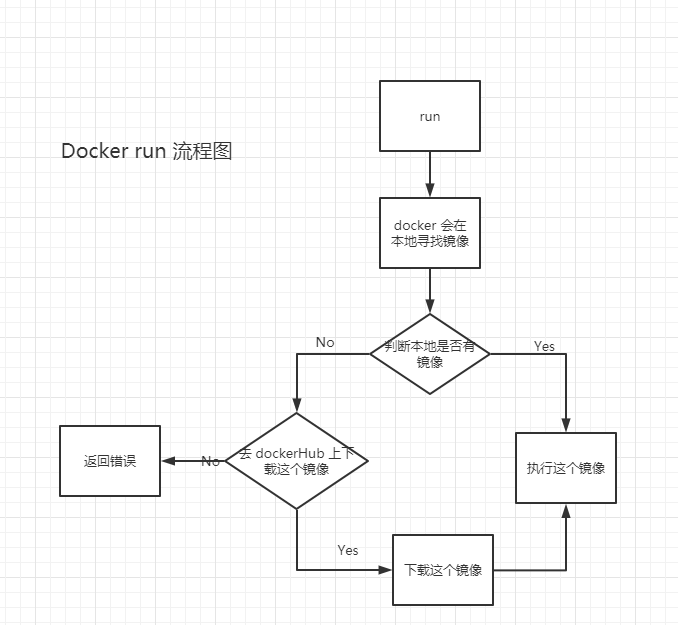 run
Docker run 流程图
docker 会在
本地寻找镜像
No
判断本地是否有
镜像
Yes
返回错误
No
去 dockerHub 上下
载这个镜像
执行这个镜像
Yes
下载这个镜像